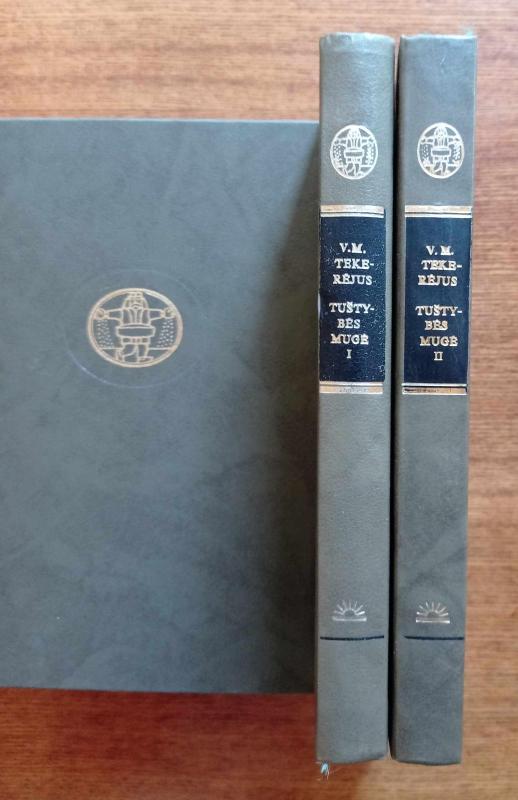 V.M.
TEKE-
RĖJUS
TUŠTY-
BĖS
MUGĖ
I
V.M.
TEKE-
RĖJUS
TUŠTY-
BĖS
MUGĖ
II